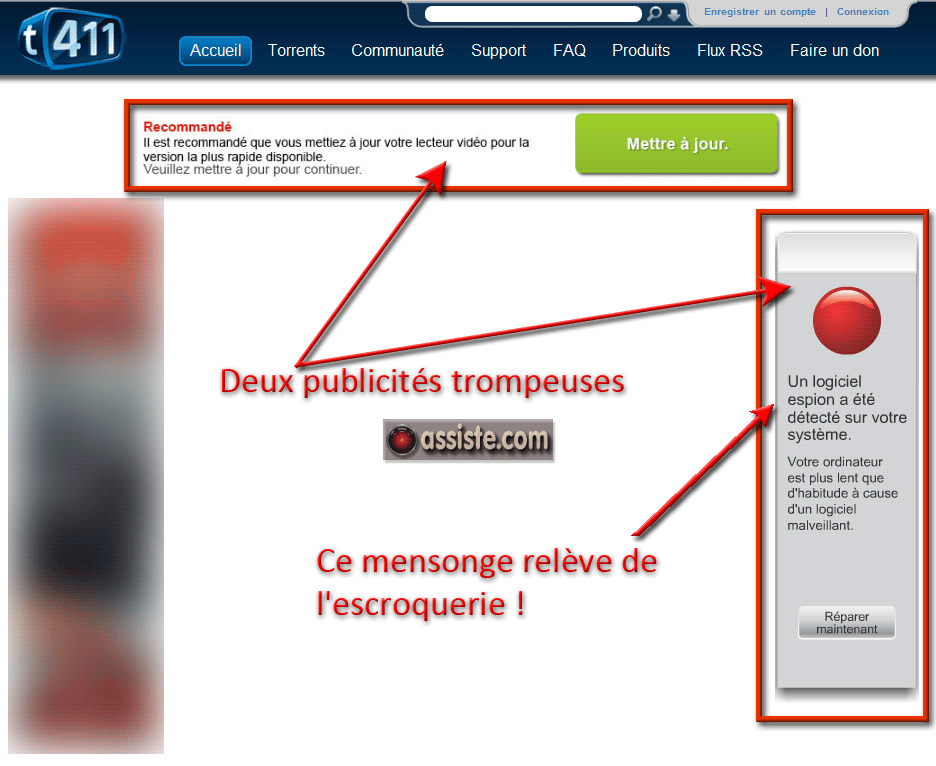 Enregistrer un compte | Connexion
t411
Accueil Torrents Communauté Support FAQ Produits Flux RSS Faire un don
Recommandé
Il est recommandé que vous mettiez à jour votre lecteur vidéo pour la
version la plus rapide disponible.
Veuillez mettre à jour pour continuer.
Mettre à jour.
Deux publicités trompeuses
assiste.com
Un logiciel
espion a été
détecté sur votre
système.
Votre ordinateur
est plus lent que
d'habitude à cause
d'un logiciel
malveillant.
Ce mensonge relève de
l'escroquerie !
Réparer
maintenant